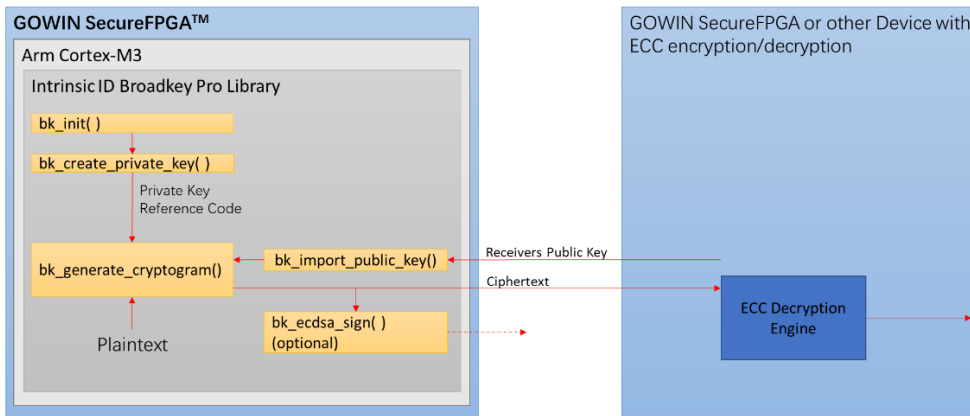 GOWIN SecureFPGA™
Arm Cortex-M3
Intrinsic ID Broadkey Pro Library
bk_init( )
bk_create_private_key( )
Private Key
Reference Code
bk_generate_cryptogram()
bk_import_public_key()
Plaintext
bk_ecdsa_sign( )
(optional)
Receivers Public Key
Ciphertext
GOWIN SecureFPGA or other Device with
ECC encryption/decryption
ECC Decryption
Engine